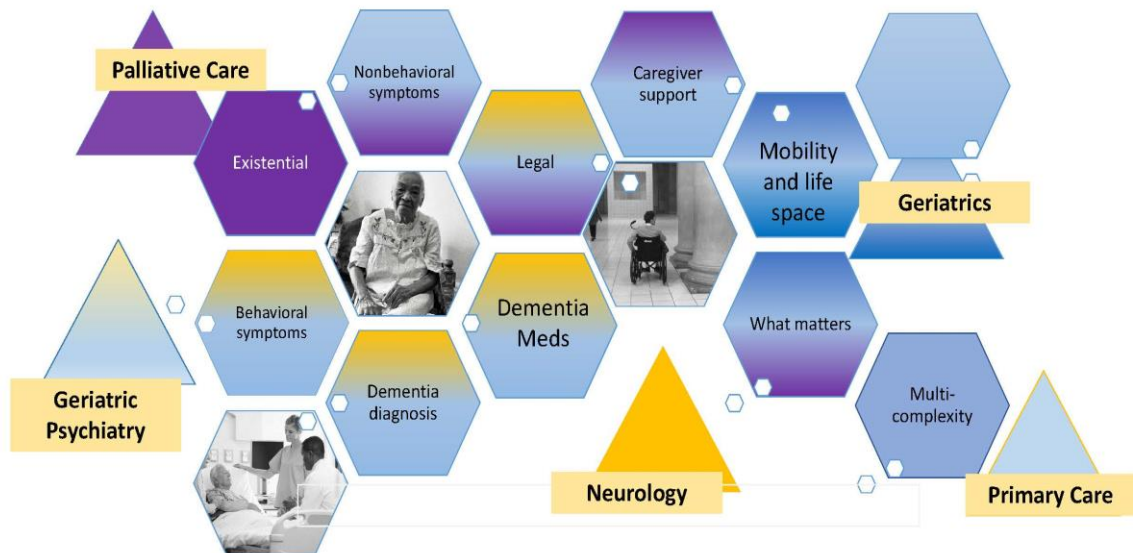 Palliative Care
Nonbehavioral
symptoms
Caregiver
support
Existential
Legal
Mobility
and life
space
Geriatrics
Behavioral
symptoms
Dementia
Meds
What matters
Geriatric
Psychiatry
Dementia
diagnosis
Multi-
complexity
Neurology
Primary Care